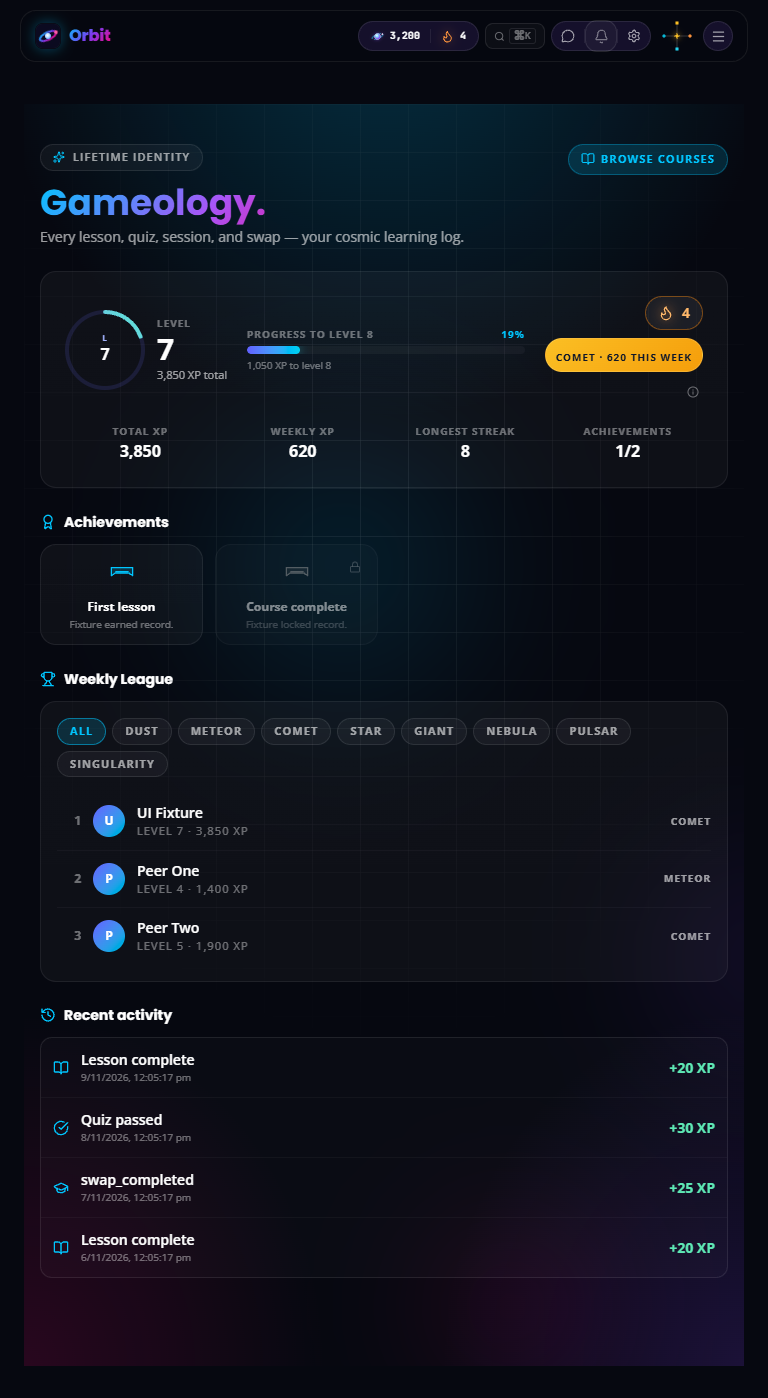 Orbit
3,200
4
⌘K
LIFETIME IDENTITY
BROWSE COURSES
Gameology.
Every lesson, quiz, session, and swap — your cosmic learning log.
L
7
LEVEL
7
3,850 XP total
PROGRESS TO LEVEL 8
19%
1,050 XP to level 8
4
COMET · 620 THIS WEEK
TOTAL XP
3,850
WEEKLY XP
620
LONGEST STREAK
8
ACHIEVEMENTS
1/2
Achievements
First lesson
Fixture earned record.
Course complete
Fixture locked record.
Weekly League
ALL DUST METEOR COMET STAR GIANT NEBULA PULSAR
SINGULARITY
1 U UI Fixture
LEVEL 7 · 3,850 XP
COMET
2 P Peer One
LEVEL 4 · 1,400 XP
METEOR
3 P Peer Two
LEVEL 5 · 1,900 XP
COMET
Recent activity
Lesson complete
9/11/2026, 12:05:17 pm
+20 XP
Quiz passed
8/11/2026, 12:05:17 pm
+30 XP
swap_completed
7/11/2026, 12:05:17 pm
+25 XP
Lesson complete
6/11/2026, 12:05:17 pm
+20 XP